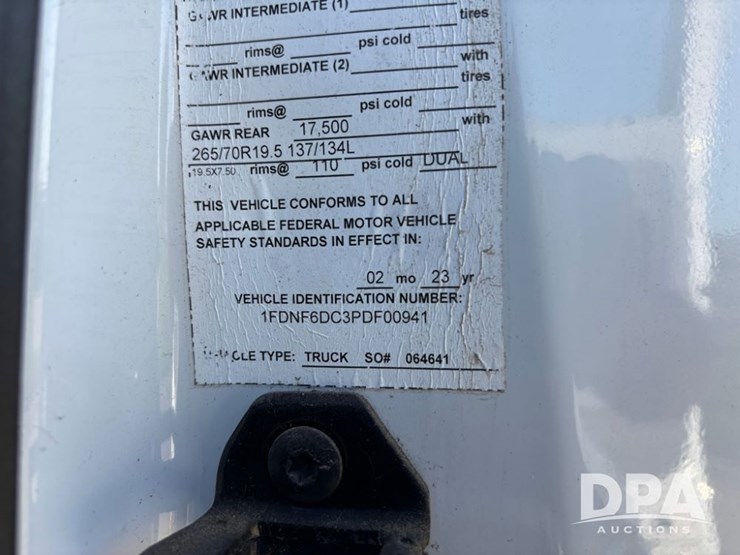 GAWR INTERMEDIATE (1)
tires
rims@ psi cold with
GAWR INTERMEDIATE (2)
tires
rims@ psi cold with
GAWR REAR 17,500
265/70R19.5 137/134L
19.5X7.50 rims@ 110 psi cold DUAL
THIS VEHICLE CONFORMS TO ALL
APPLICABLE FEDERAL MOTOR VEHICLE
SAFETY STANDARDS IN EFFECT IN:
02 mo 23 yr
VEHICLE IDENTIFICATION NUMBER:
1FDNF6DC3PDF00941
VEHICLE TYPE: TRUCK SO# 064641
DPA
AUCTIONS